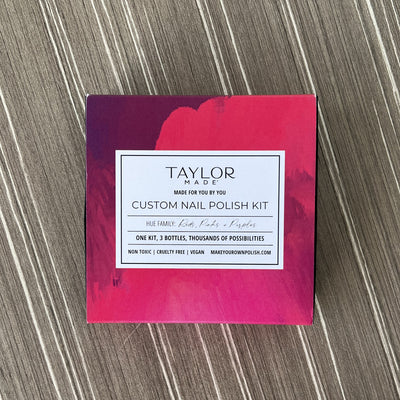 TAYLOR
MADE®
MADE FOR YOU BY YOU
CUSTOM NAIL POLISH KIT
HUE FAMILY: Reds, Pinks + Purples
ONE KIT, 3 BOTTLES, THOUSANDS OF POSSIBILITIES
NON TOXIC | CRUELTY FREE | VEGAN MAKEYOUROWNPOLISH.COM